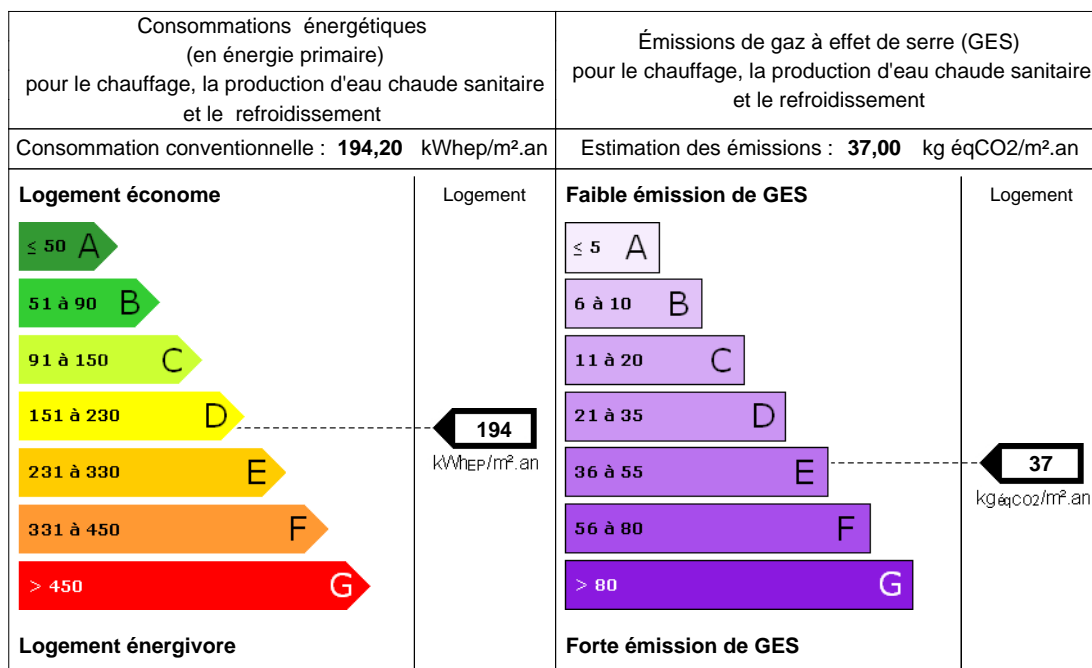 Consommations énergétiques
(en énergie primaire)
pour le chauffage, la production d'eau chaude sanitaire
et le refroidissement
Émissions de gaz à effet de serre (GES)
pour le chauffage, la production d'eau chaude sanitaire
et le refroidissement
Consommation conventionnelle : 194,20 kWhep/m².an
Estimation des émissions : 37,00 kg éqCO2/m².an
Logement économe
Logement
≤ 50 A
51 à 90 B
91 à 150 C
151 à 230 D
231 à 330 E
331 à 450 F
> 450 G
194
kWhEP/m².an
Logement énergivore
Faible émission de GES
Logement
≤ 5 A
6 à 10 B
11 à 20 C
21 à 35 D
36 à 55 E
56 à 80 F
> 80 G
37
kgéqCO2/m².an
Forte émission de GES